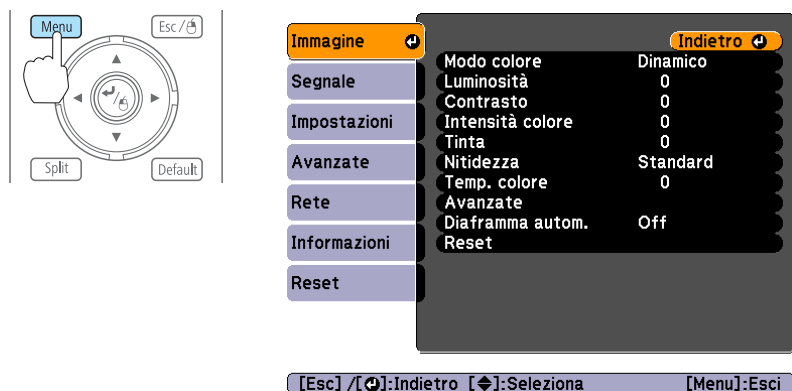 Menu
Esc/
Split
Default
Immagine
Segnale
Impostazioni
Avanzate
Rete
Informazioni
Reset
Indietro
Modo colore Dinamico
Luminosità 0
Contrasto 0
Intensità colore 0
Tinta 0
Nitidezza Standard
Temp. colore 0
Avanzate
Diaframma autom. Off
Reset
[Esc] /[ ]:Indietro [ ]:Seleziona [Menu]:Esci